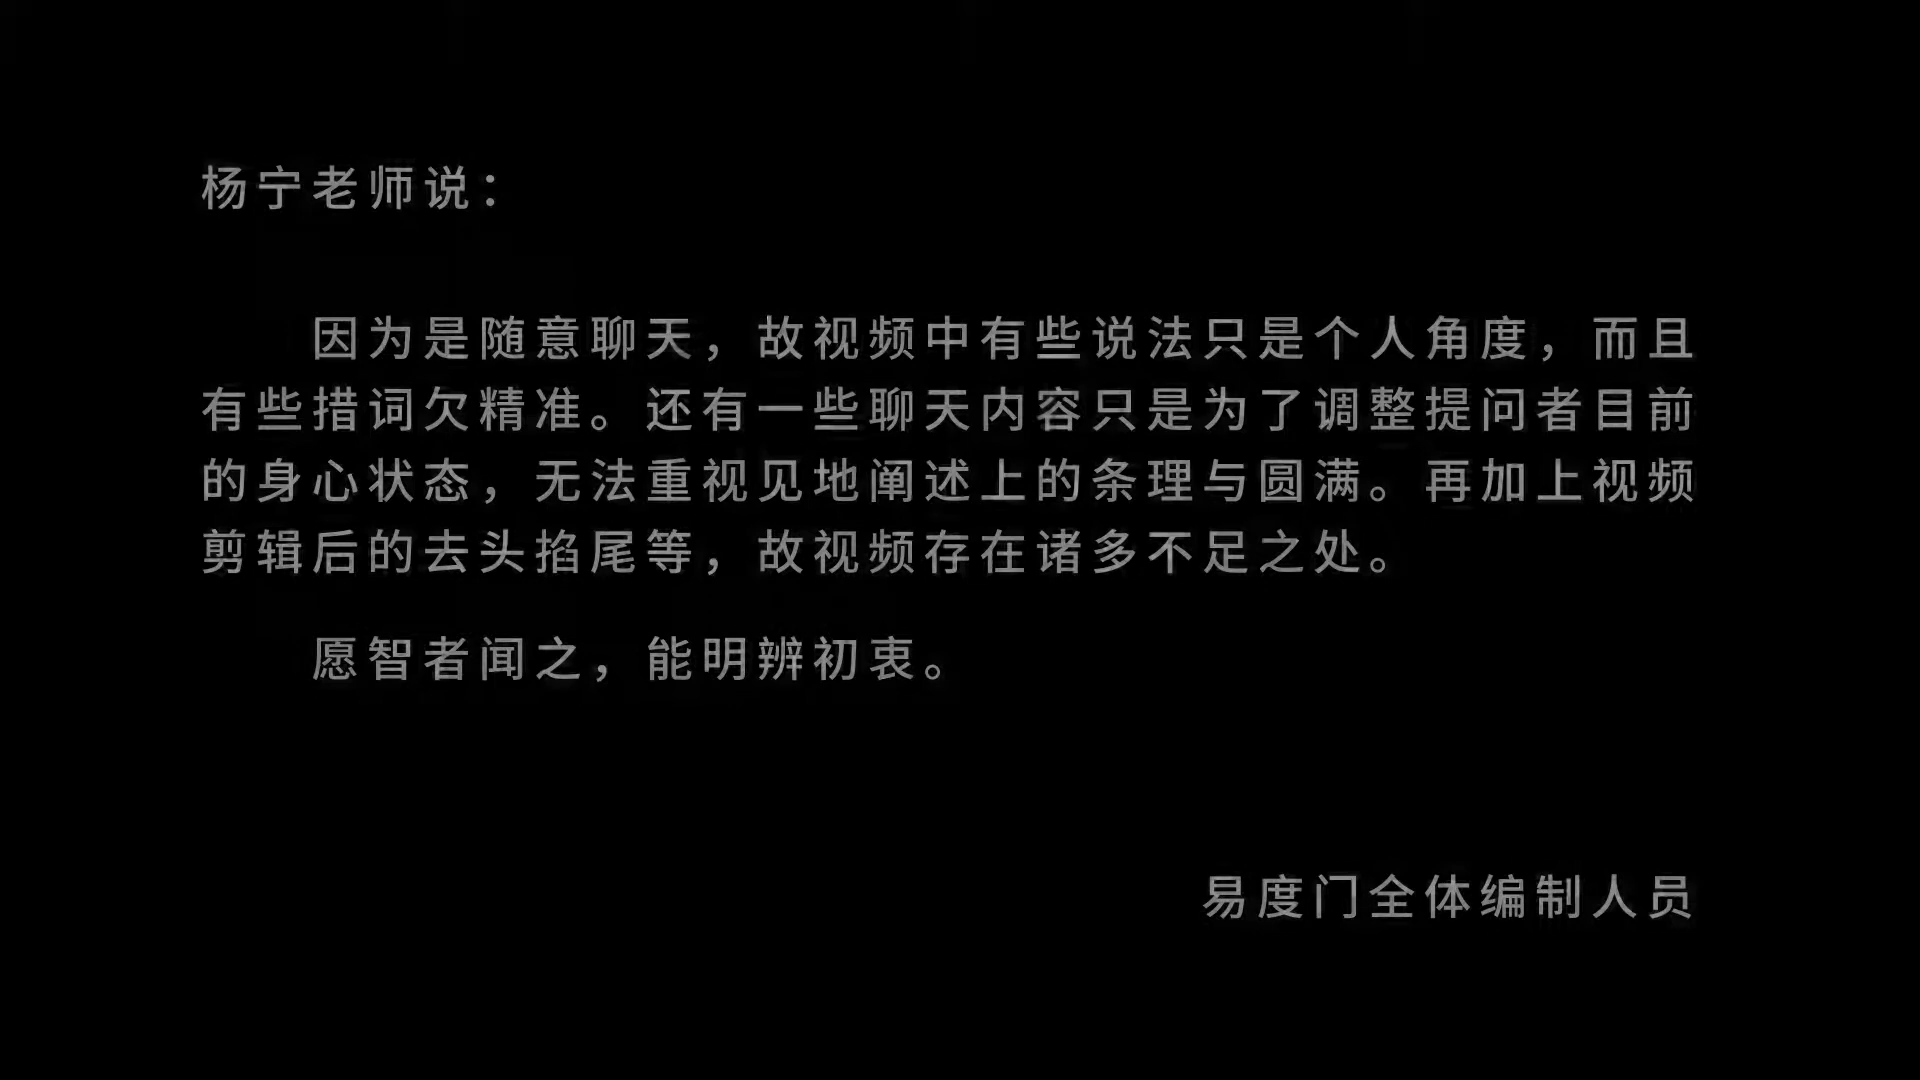 杨宁老师说：
因为是随意聊天，故视频中有些说法只是个人角度，而且
有些措词欠精准。还有一些聊天内容只是为了调整提问者目前
的身心状态，无法重视见地阐述上的条理与圆满。再加上视频
剪辑后的去头掐尾等，故视频存在诸多不足之处。
愿智者闻之，能明辨初衷。
易度门全体编制人员